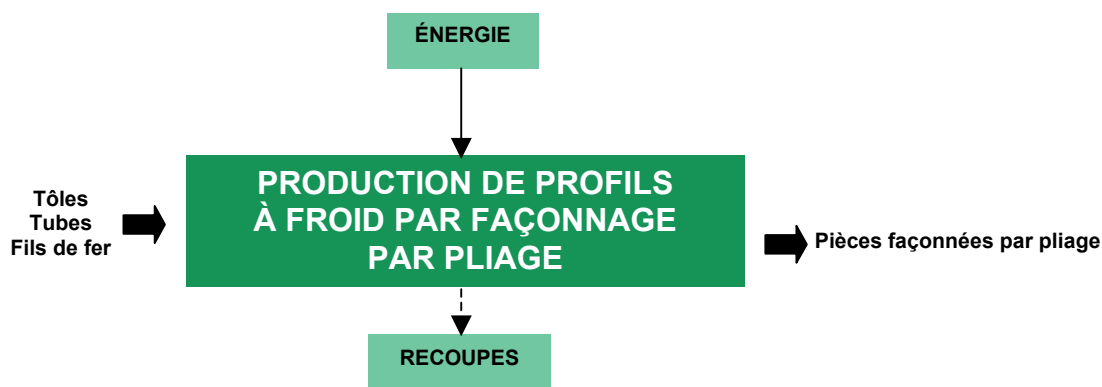 ÉNERGIE
Tôles
Tubes
Fils de fer
PRODUCTION DE PROFILS
À FROID PAR FAÇONNAGE
PAR PLIAGE
Pièces façonnées par pliage
RECOUPES